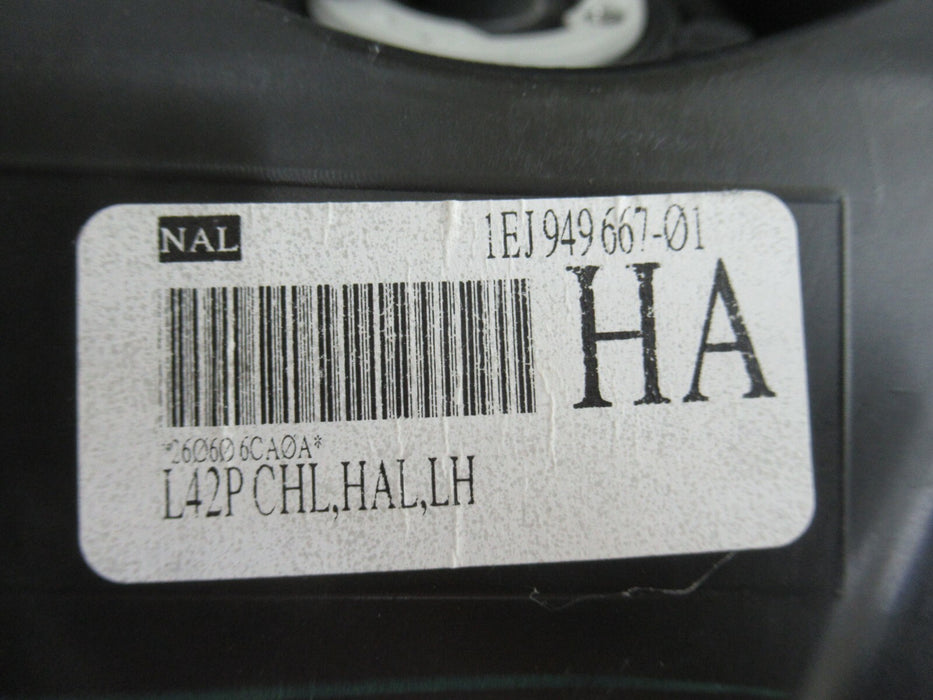 NAL
1EJ 949 667-01
HA
*26060 6CA0A*
L42P CHL,HAL,LH